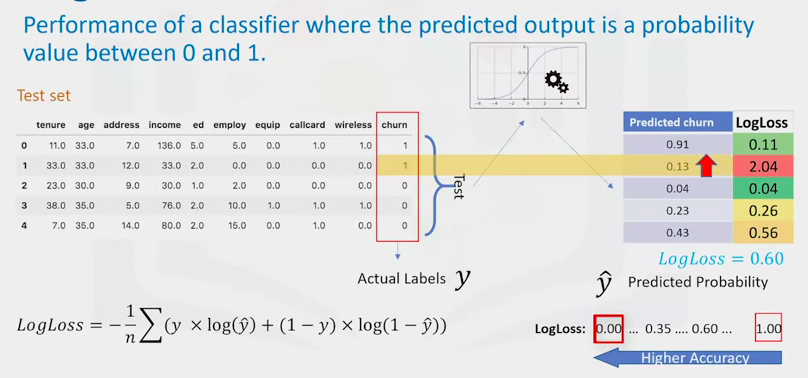 Performance of a classifier where the predicted output is a probability
value between 0 and 1.
Test set
tenure age address income ed employ equip callcard wireless churn
0 11.0 33.0 7.0 136.0 5.0 5.0 0.0 1.0 1.0 1
1 33.0 33.0 12.0 33.0 2.0 0.0 0.0 0.0 0.0 1
2 23.0 30.0 9.0 30.0 1.0 2.0 0.0 0.0 0.0 0
3 38.0 35.0 5.0 76.0 2.0 10.0 1.0 1.0 1.0 0
4 7.0 35.0 14.0 80.0 2.0 15.0 0.0 1.0 0.0 0
Test
Predicted churn LogLoss
0.91 0.11
0.13 2.04
0.04 0.04
0.23 0.26
0.43 0.56
LogLoss = 0.60
Actual Labels y
ŷ Predicted Probability
LogLoss = −1/n ∑(y × log(ŷ) + (1 − y) × log(1 − ŷ))
LogLoss: 0.00 ... 0.35 .... 0.60 ... 1.00
Higher Accuracy